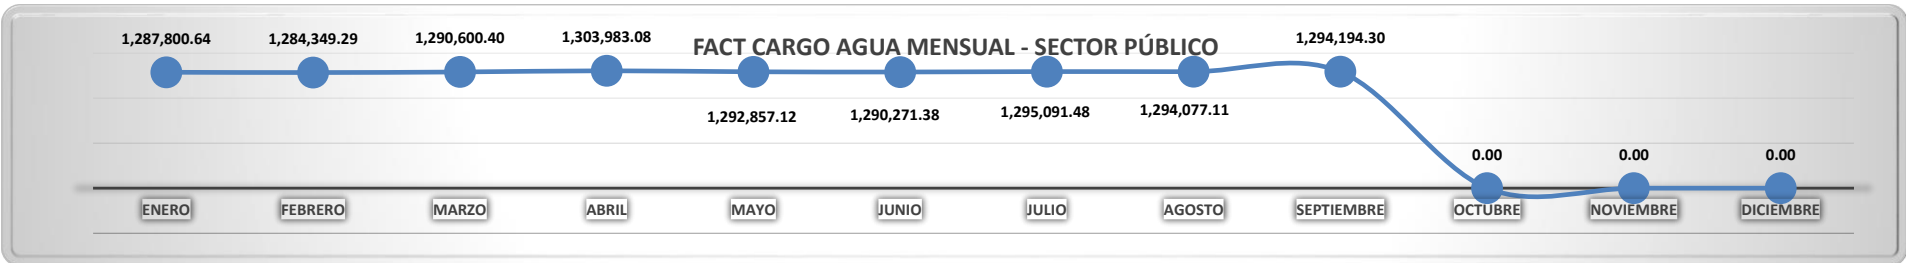 FACT CARGO AGUA MENSUAL - SECTOR PÚBLICO
1,287,800.64
1,284,349.29
1,290,600.40
1,303,983.08
1,292,857.12
1,290,271.38
1,295,091.48
1,294,077.11
1,294,194.30
0.00
0.00
0.00
ENERO
FEBRERO
MARZO
ABRIL
MAYO
JUNIO
JULIO
AGOSTO
SEPTIEMBRE
OCTUBRE
NOVIEMBRE
DICIEMBRE